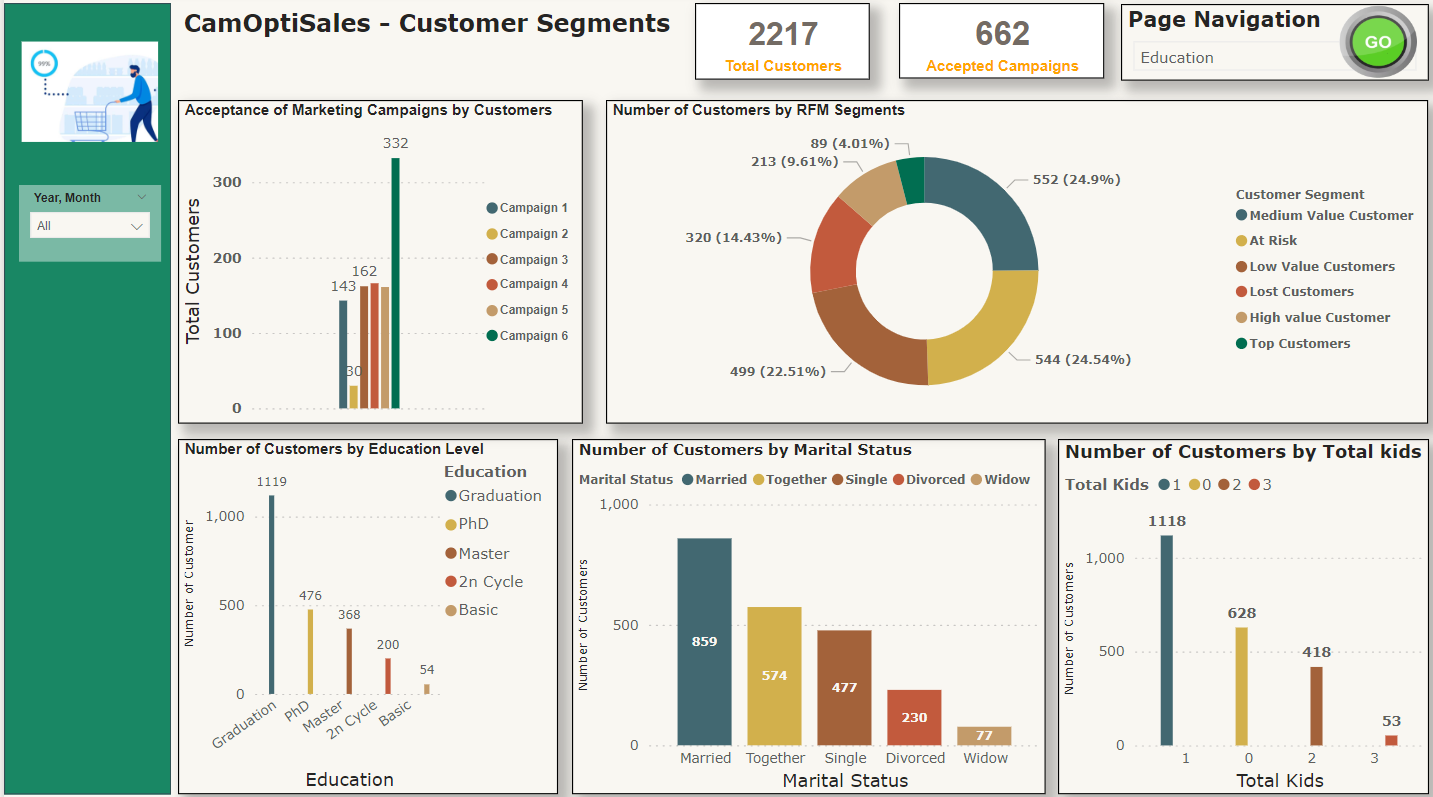 CamOptiSales - Customer Segments
2217
Total Customers
662
Accepted Campaigns
Page Navigation
Education
GO
99%
Year, Month
All
Acceptance of Marketing Campaigns by Customers
Total Customers
300
200
100
0
143
30
162
332
Campaign 1
Campaign 2
Campaign 3
Campaign 4
Campaign 5
Campaign 6
Number of Customers by RFM Segments
89 (4.01%)
213 (9.61%)
320 (14.43%)
499 (22.51%)
552 (24.9%)
544 (24.54%)
Customer Segment
Medium Value Customer
At Risk
Low Value Customers
Lost Customers
High value Customer
Top Customers
Number of Customers by Education Level
Number of Customer
1,000
500
0
1119
476
368
200
54
Graduation
PhD
Master
2n Cycle
Basic
Education
Education
Graduation
PhD
Master
2n Cycle
Basic
Number of Customers by Marital Status
Marital Status Married Together Single Divorced Widow
Number of Customers
1,000
500
0
859
574
477
230
77
Married Together Single Divorced Widow
Marital Status
Number of Customers by Total kids
Total Kids 1 0 2 3
Number of Customers
1,000
500
0
1118
628
418
53
1 0 2 3
Total Kids